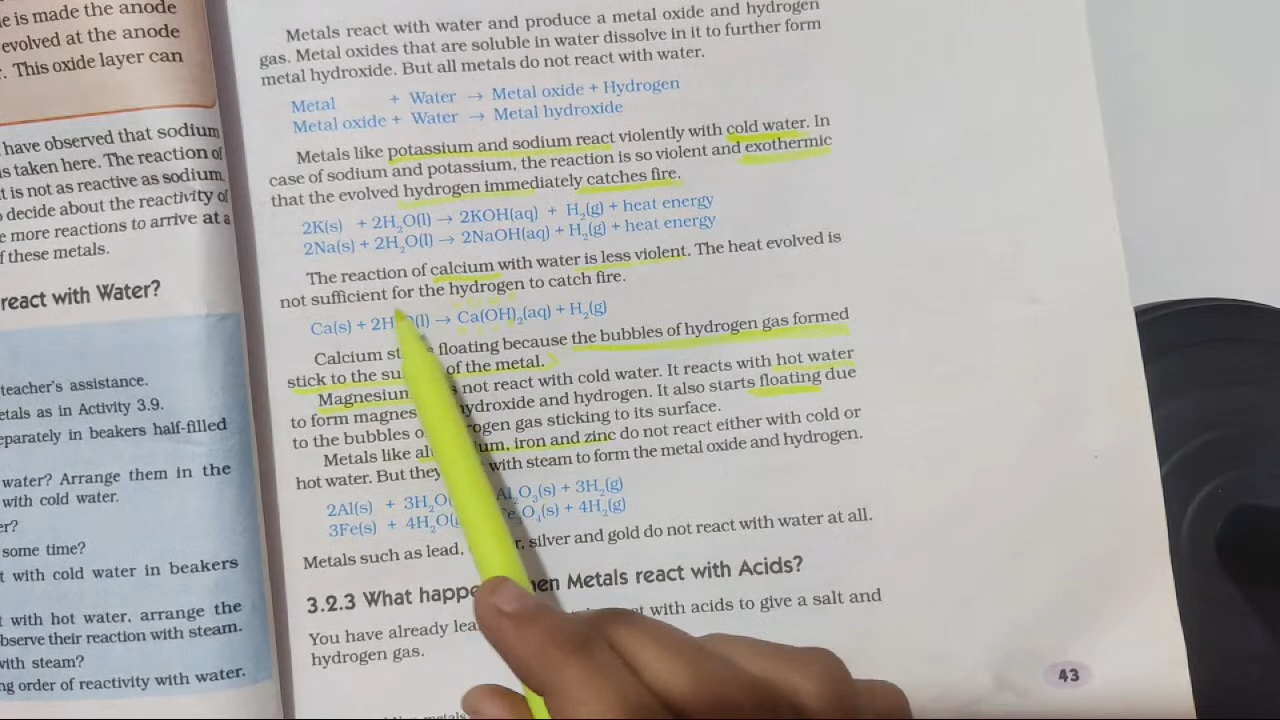 e is made the anode
evolved at the anode
. This oxide layer can
have observed that sodium
s taken here. The reaction of
t is not as reactive as sodium.
decide about the reactivity of
e more reactions to arrive at a
f these metals.
react with Water?
teacher's assistance.
etals as in Activity 3.9.
eparately in beakers half-filled
water? Arrange them in the
with cold water.
er?
some time?
t with cold water in beakers
t with hot water, arrange the
bserve their reaction with steam.
with steam?
ng order of reactivity with water.
Metals react with water and produce a metal oxide and hydrogen
gas. Metal oxides that are soluble in water dissolve in it to further form
metal hydroxide. But all metals do not react with water.
Metal + Water → Metal oxide + Hydrogen
Metal oxide + Water → Metal hydroxide
Metals like potassium and sodium react violently with cold water. In
case of sodium and potassium, the reaction is so violent and exothermic
that the evolved hydrogen immediately catches fire.
2K(s) + 2H₂O(l) → 2KOH(aq) + H₂(g) + heat energy
2Na(s) + 2H₂O(l) → 2NaOH(aq) + H₂(g) + heat energy
The reaction of calcium with water is less violent. The heat evolved is
not sufficient for the hydrogen to catch fire.
Ca(s) + 2H O(l) → Ca(OH)₂(aq) + H₂(g)
Calcium st s floating because the bubbles of hydrogen gas formed
stick to the su of the metal.
Magnesium s not react with cold water. It reacts with hot water
to form magnes ydroxide and hydrogen. It also starts floating due
to the bubbles o rogen gas sticking to its surface.
Metals like al um, iron and zinc do not react either with cold or
hot water. But they with steam to form the metal oxide and hydrogen.
2Al(s) + 3H₂O( Al₂O₃(s) + 3H₂(g)
3Fe(s) + 4H₂O(g e₃O₄(s) + 4H₂(g)
Metals such as lead, r, silver and gold do not react with water at all.
3.2.3 What happe hen Metals react with Acids?
You have already lea t with acids to give a salt and
hydrogen gas.
43